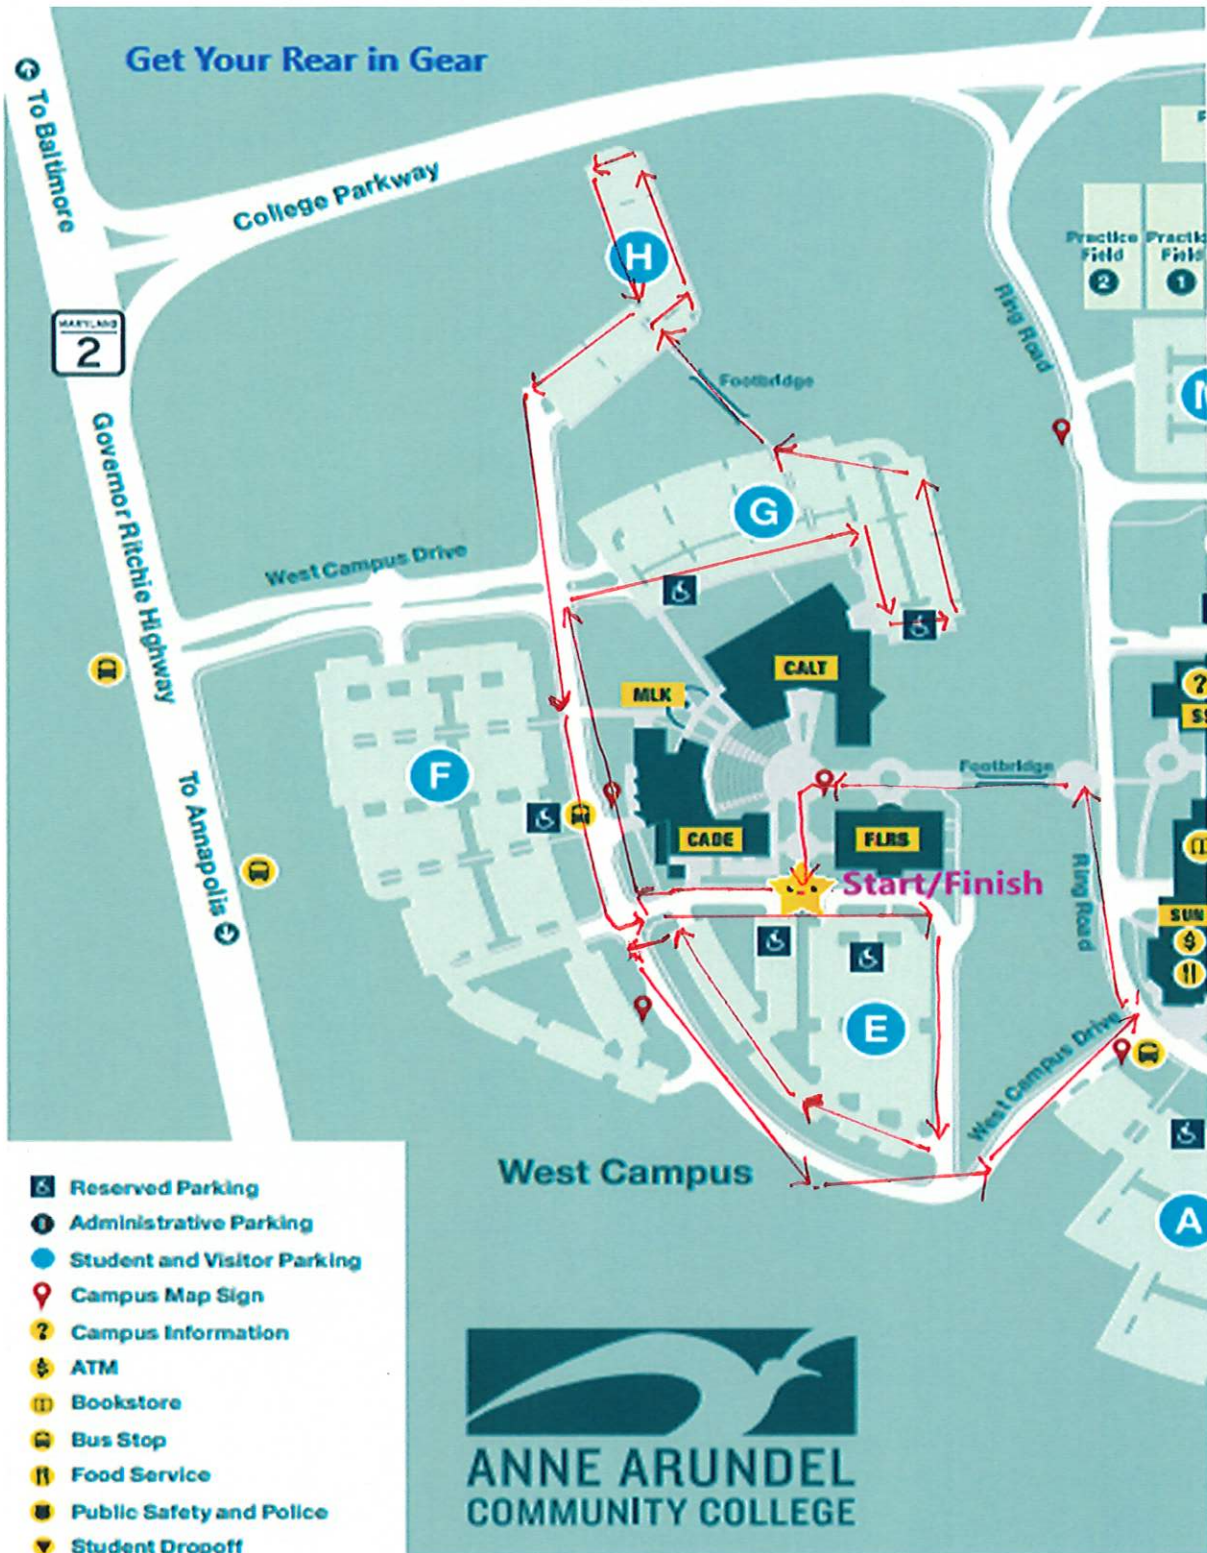 Get Your Rear in Gear
To Baltimore
College Parkway
MARYLAND
2
H
Practice
Field
2
Practic
Field
1
Ring Road
Footbridge
Governor Ritchie Highway
G
West Campus Drive
CALT
MLK
F
Footbridge
To Annapolis
CADE
FLRS
Start/Finish
Ring Road
SUN
E
West Campus Drive
A
West Campus
Reserved Parking
Administrative Parking
Student and Visitor Parking
Campus Map Sign
? Campus Information
$ ATM
Bookstore
Bus Stop
Food Service
Public Safety and Police
Student Dropoff
ANNE ARUNDEL
COMMUNITY COLLEGE